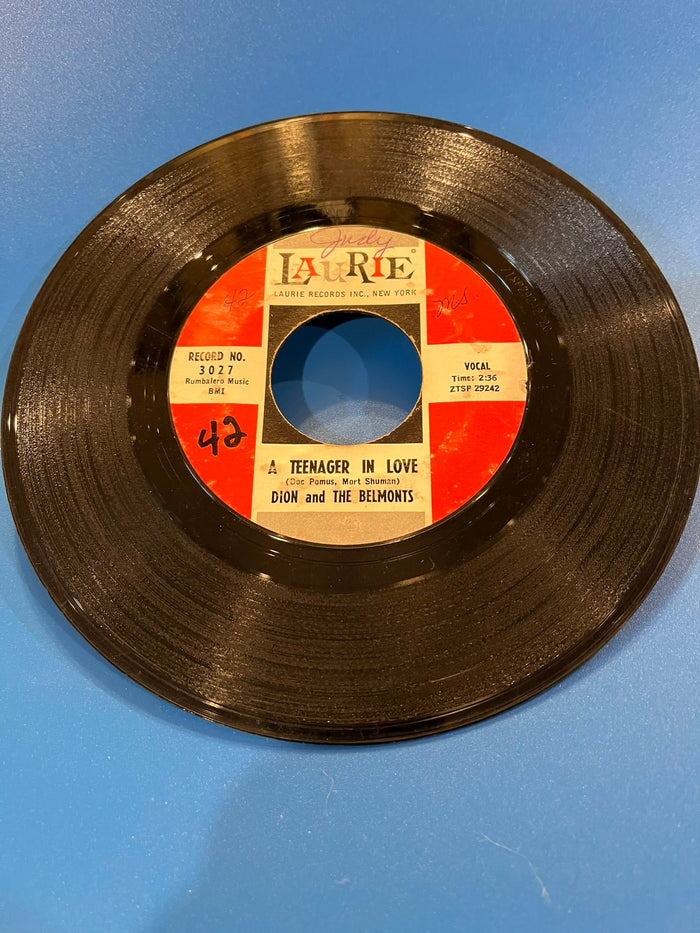 Judy
LAURIE
LAURIE RECORDS INC., NEW YORK
42
RECORD NO.
3027
Rumbalero Music
BMI
VOCAL
Time: 2:36
ZTSP 29242
42
A TEENAGER IN LOVE
(Doc Pomus, Mort Shuman)
DION and THE BELMONTS